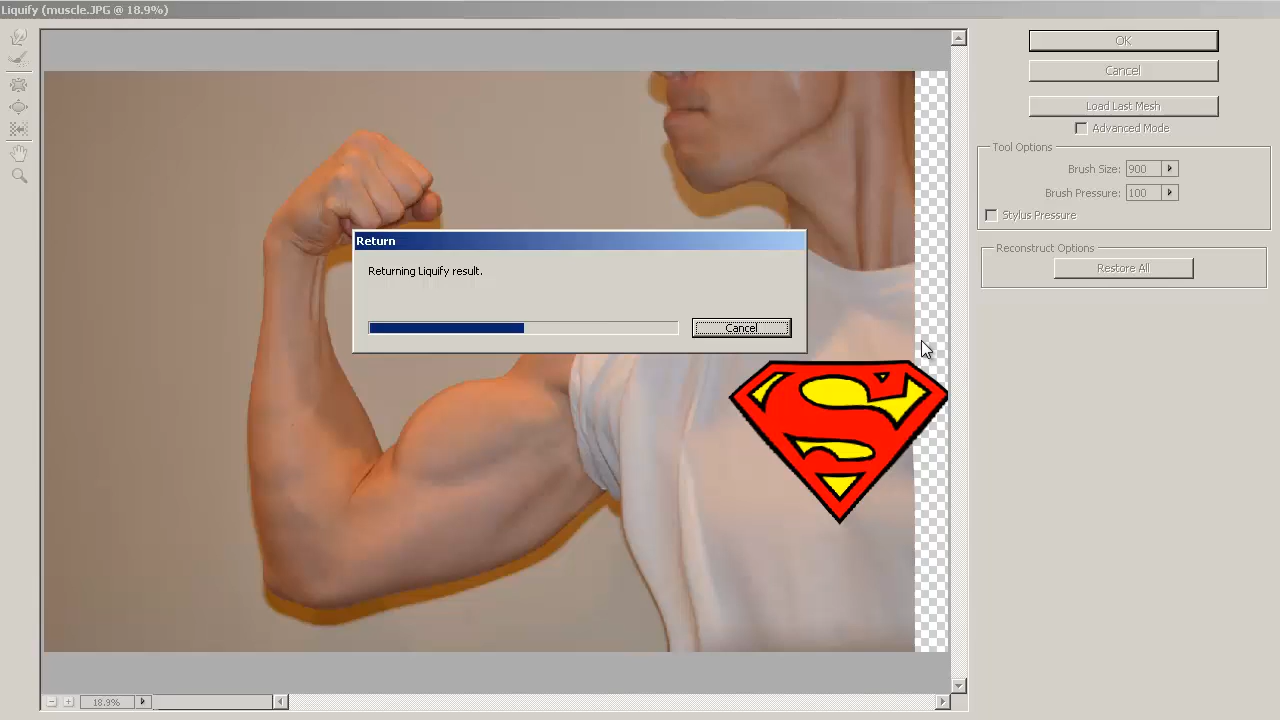 Liquify (muscle.JPG @ 18.9%)
OK
Cancel
Load Last Mesh
Advanced Mode
Tool Options
Brush Size: 900
Brush Pressure: 100
Stylus Pressure
Reconstruct Options
Restore All
Return
Returning Liquify result.
Cancel
S
18.9%